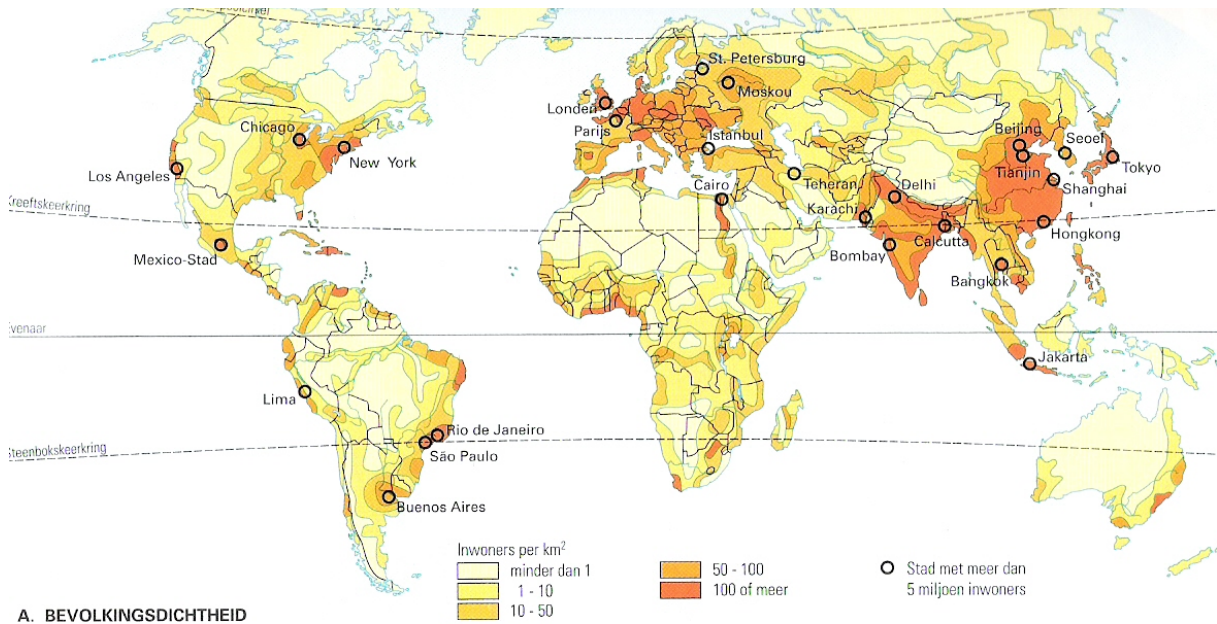 St. Petersburg
Moskou
Londen
Parijs
Istanbul
Chicago
New York
Los Angeles
Beijing
Seoel
Tianjin
Tokyo
Shanghai
Cairo
Teheran
Delhi
Karachi
Kreeftskeerkring
Mexico-Stad
Bombay
Calcutta
Hongkong
Bangkok
Evenaar
Jakarta
Lima
Rio de Janeiro
São Paulo
Steenbokskeerkring
Buenos Aires
Inwoners per km²
minder dan 1
1 - 10
10 - 50
50 - 100
100 of meer
Stad met meer dan
5 miljoen inwoners
A. BEVOLKINGSDICHTHEID